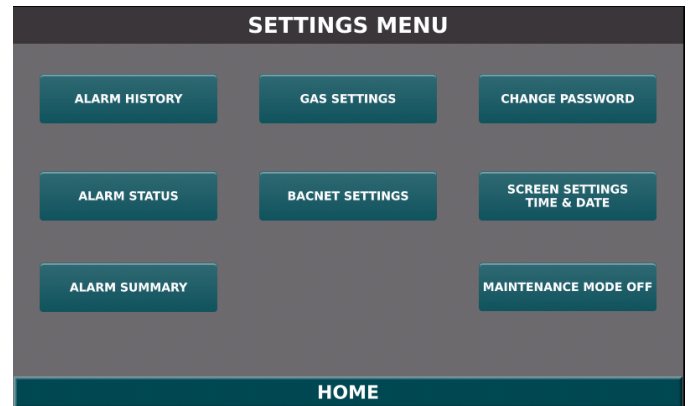 SETTINGS MENU
ALARM HISTORY
GAS SETTINGS
CHANGE PASSWORD
ALARM STATUS
BACNET SETTINGS
SCREEN SETTINGS
TIME & DATE
ALARM SUMMARY
MAINTENANCE MODE OFF
HOME